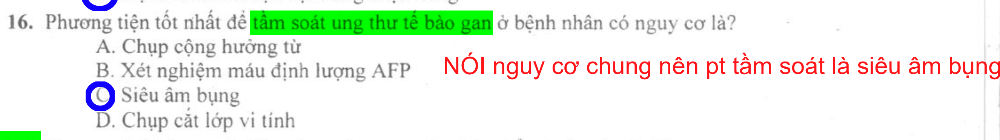 16. Phương tiện tốt nhất để tầm soát ung thư tế bào gan ở bệnh nhân có nguy cơ là?
A. Chụp cộng hưởng từ
B. Xét nghiệm máu định lượng AFP
NÓI nguy cơ chung nên pt tầm soát là siêu âm bụng
C Siêu âm bụng
D. Chụp cắt lớp vi tính